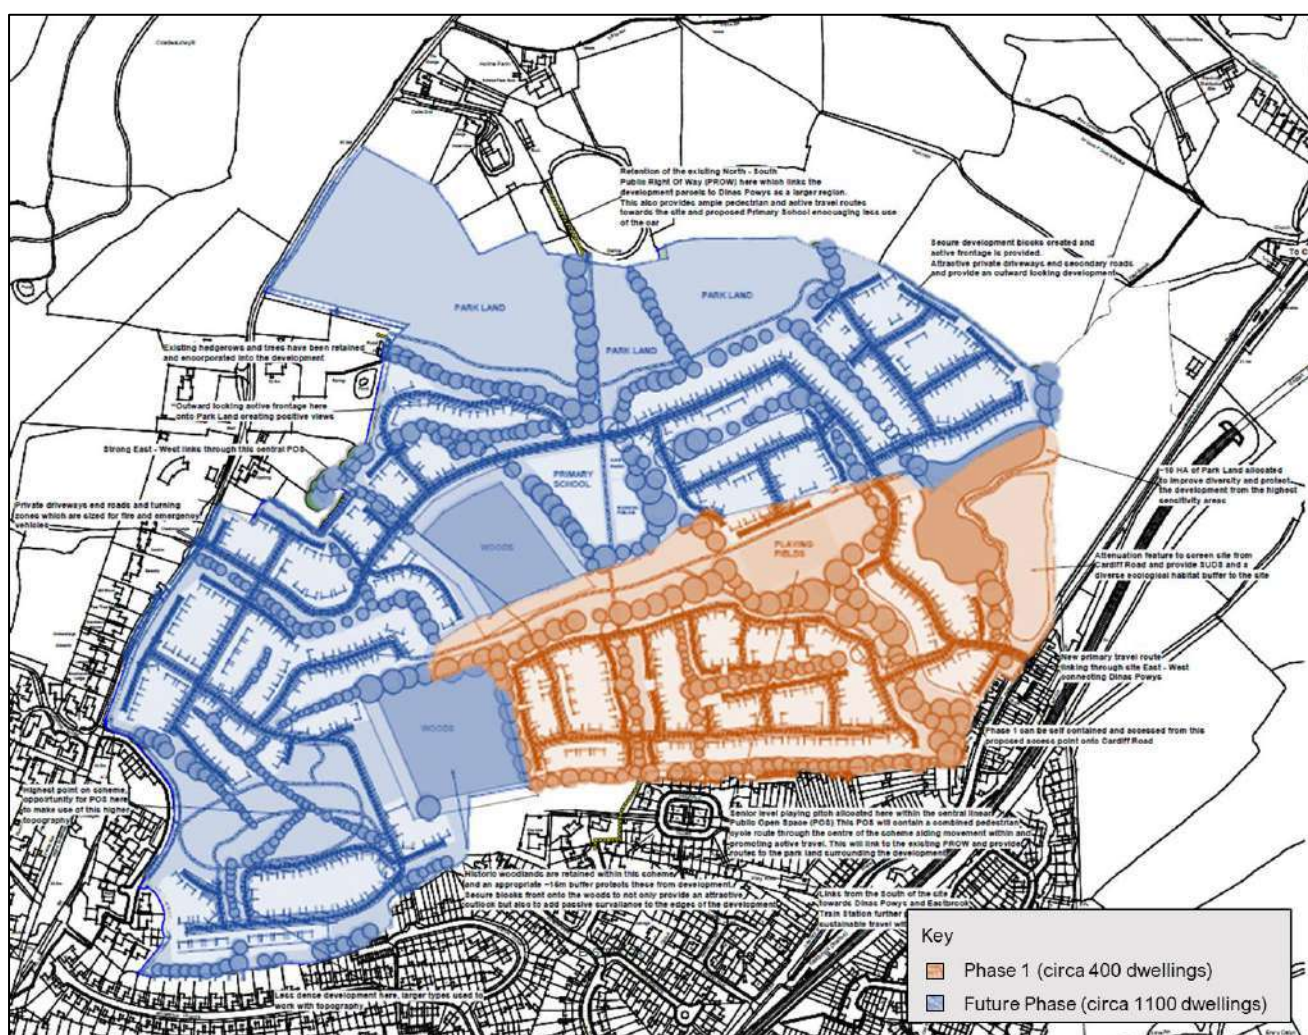 Retention of the existing North - South
Public Right Of Way (PROW) here which links the
development parcels to Dinas Powys as a larger region.
This also provides ample pedestrian and active travel routes
towards the site and proposed Primary School enocuaging less use
of the car
Secure development blocks created and
active frontage is provided.
Attractive private driveways end secondary roads
and provide an outward looking development
PARK LAND
PARK LAND
PARK LAND
Existing hedgerows and trees have been retained
and encorporated into the development
Outward looking active frontage here
onto Park Land creating positive views
Strong East - West links through this central POS
PRIMARY
SCHOOL
~10 HA of Park Land allocated
to improve diversity and protect
the development from the highest
sensitivity areas
Private driveways end roads and turning
zones which are sized for fire and emergency
vehicles
WOODS
PLAYING
FIELDS
Attenuation feature to screen site from
Cardiff Road and provide SUDS and a
diverse ecological habitat buffer to the site
New primary travel route
linking through site East - West
connecting Dinas Powys
WOODS
Phase 1 can be self contained and accessed from this
proposed access point onto Cardiff Road
Highest point on scheme,
opportunity for POS here
to make use of this higher
topography
Senior level playing pitch allocated here within the central linear
Public Open Space (POS) This POS will contain a combined pedestrian
cycle route through the centre of the scheme aiding movement within and
promoting active travel. This will link to the existing PROW and provide
routes to the park land surrounding the development
Historic woodlands are retained within this scheme
and an appropriate ~15m buffer protects these from development.
Secure blocks front onto the woods to not only provide an attractive
outlook but also to add passive survailance to the edges of the development
Links from the South of the site
towards Dinas Powys and Eastbrook
Train Station further
sustainable travel
Less dense development here, larger types used to
work with topography
Key
Phase 1 (circa 400 dwellings)
Future Phase (circa 1100 dwellings)